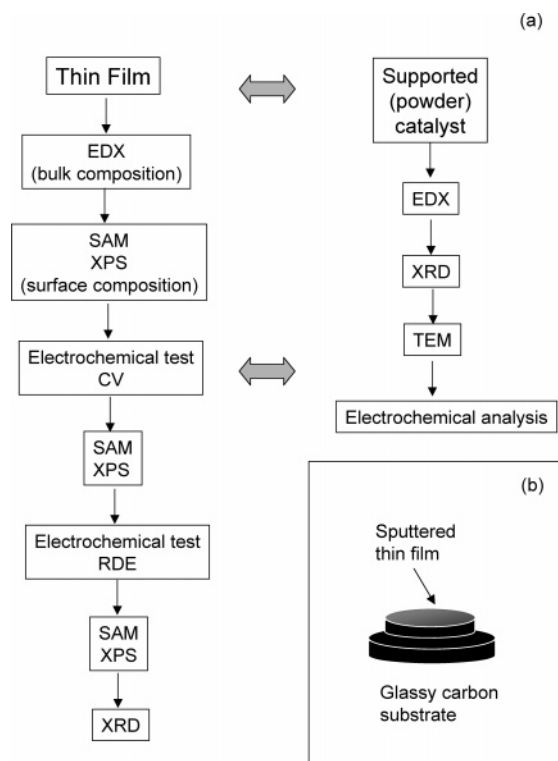 (a)
Thin Film
EDX
(bulk composition)
SAM
XPS
(surface composition)
Electrochemical test
CV
SAM
XPS
Electrochemical test
RDE
SAM
XPS
XRD
Supported
(powder)
catalyst
EDX
XRD
TEM
Electrochemical analysis
(b)
Sputtered
thin film
Glassy carbon
substrate